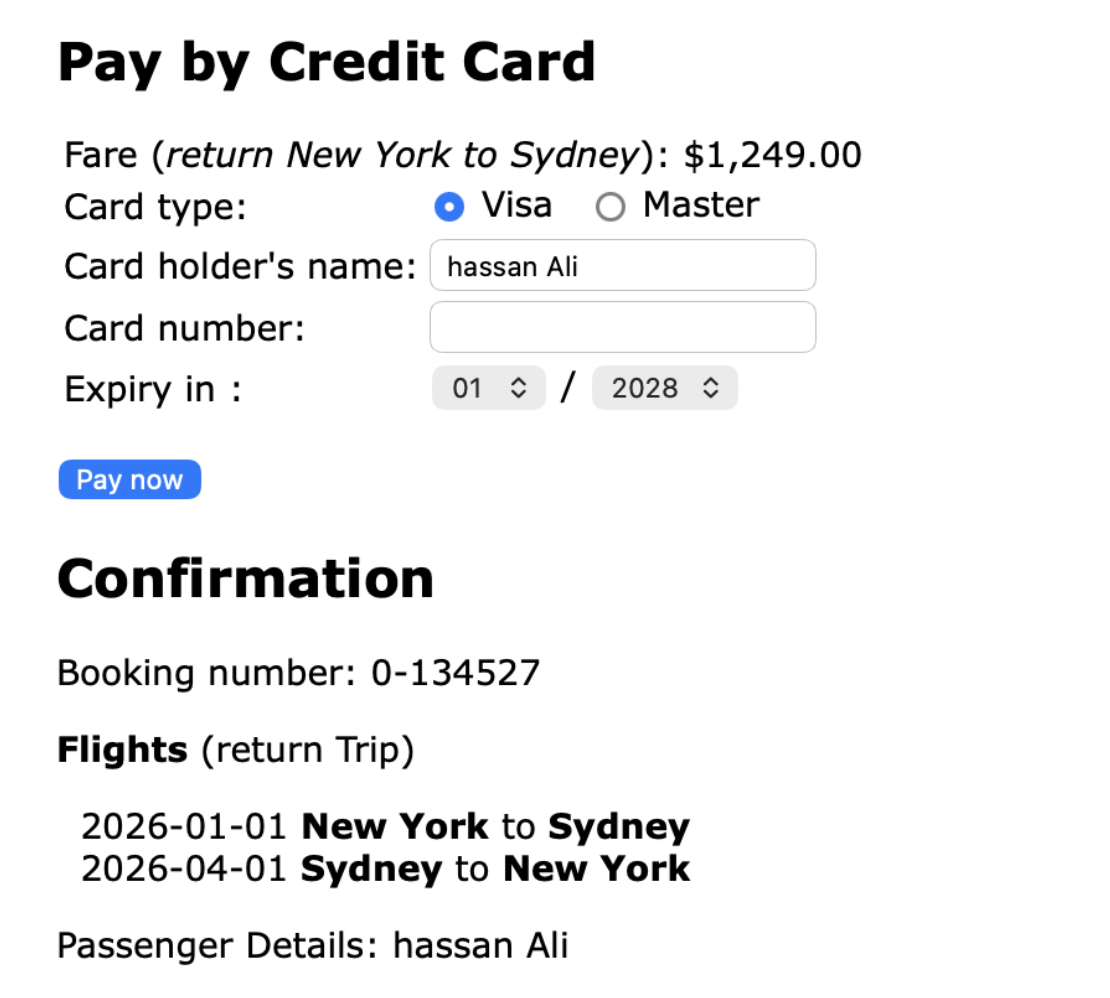 Pay by Credit Card
Fare (return New York to Sydney): $1,249.00
Card type: Visa Master
Card holder's name: hassan Ali
Card number:
Expiry in : 01 / 2028
Pay now
Confirmation
Booking number: 0-134527
Flights (return Trip)
2026-01-01 New York to Sydney
2026-04-01 Sydney to New York
Passenger Details: hassan Ali